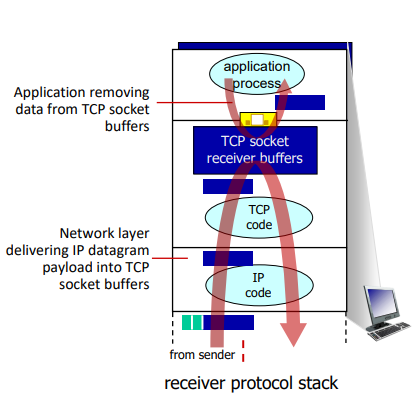 application
process
Application removing
data from TCP socket
buffers
TCP socket
receiver buffers
TCP
code
Network layer
delivering IP datagram
payload into TCP
socket buffers
IP
code
from sender
receiver protocol stack